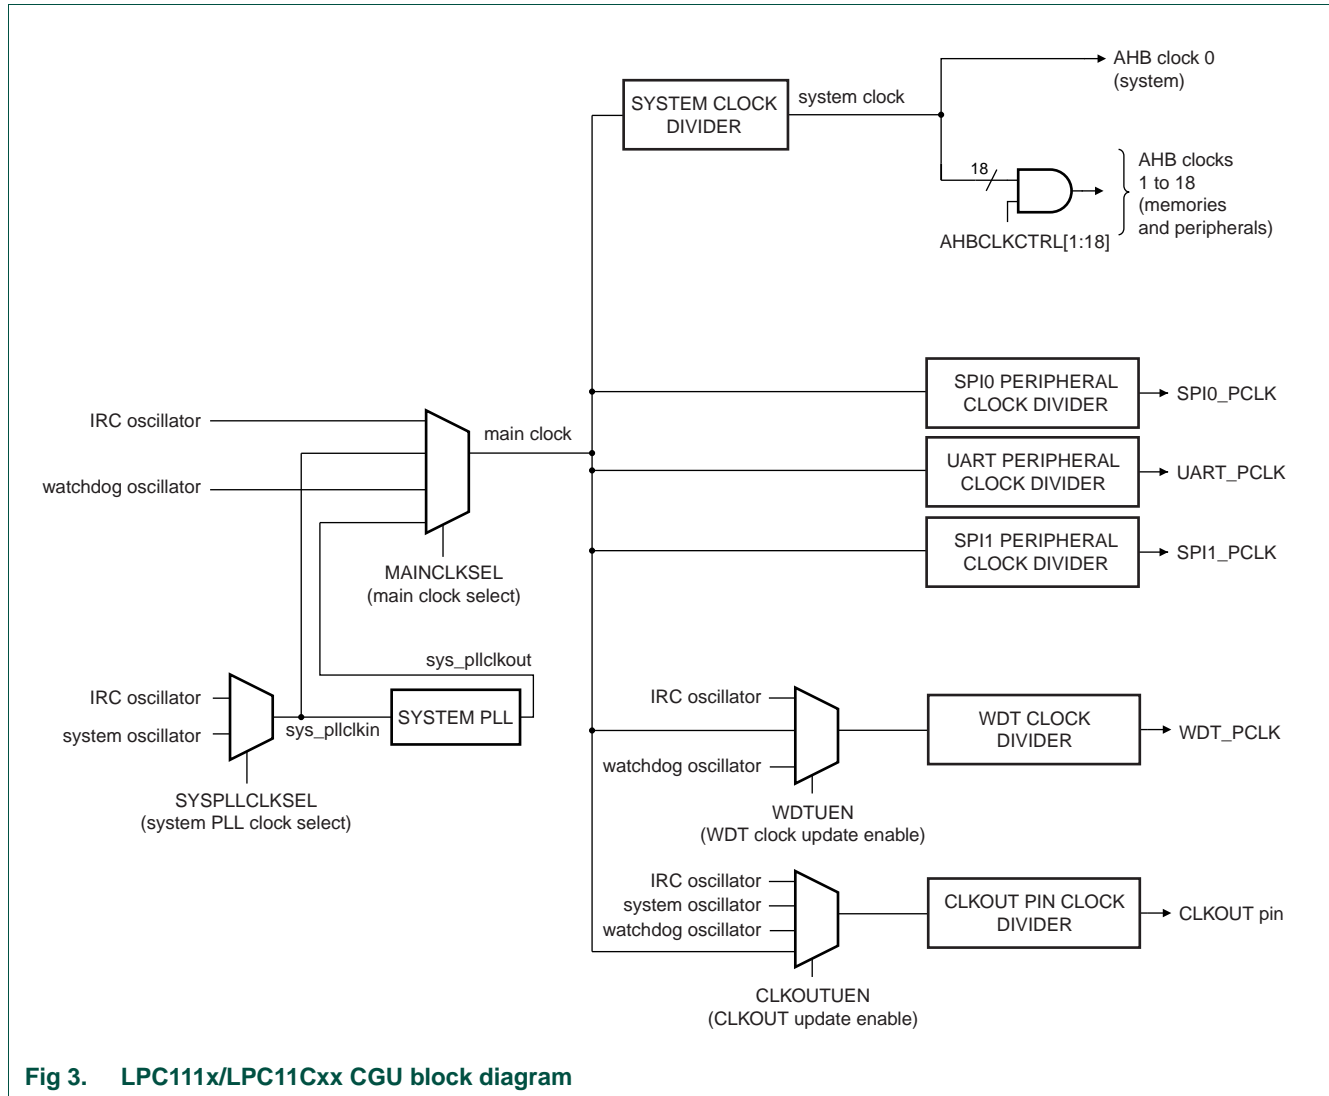 AHB clock 0
(system)
SYSTEM CLOCK
DIVIDER
system clock
18
AHB clocks
1 to 18
(memories
and peripherals)
AHBCLKCTRL[1:18]
IRC oscillator
watchdog oscillator
main clock
MAINCLKSEL
(main clock select)
SPI0 PERIPHERAL
CLOCK DIVIDER
SPI0_PCLK
UART PERIPHERAL
CLOCK DIVIDER
UART_PCLK
SPI1 PERIPHERAL
CLOCK DIVIDER
SPI1_PCLK
sys_pllclkout
IRC oscillator
system oscillator
sys_pllclkin
SYSTEM PLL
SYSPLLCLKSEL
(system PLL clock select)
IRC oscillator
watchdog oscillator
WDT CLOCK
DIVIDER
WDT_PCLK
WDTUEN
(WDT clock update enable)
IRC oscillator
system oscillator
watchdog oscillator
CLKOUT PIN CLOCK
DIVIDER
CLKOUT pin
CLKOUTUEN
(CLKOUT update enable)
Fig 3. LPC111x/LPC11Cxx CGU block diagram